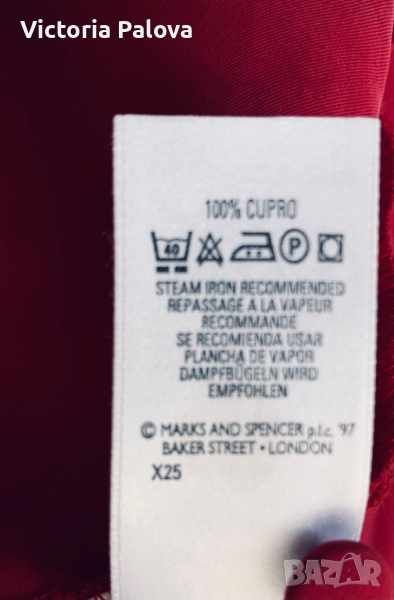 Victoria Palova
100% CUPRO
40 P
STEAM IRON RECOMMENDED
REPASSAGE A LA VAPEUR
RECOMMANDE
SE RECOMIENDA USAR
PLANCHA DE VAPOR
DAMPFBÜGELN WIRD
EMPFOHLEN
© MARKS AND SPENCER p.l.c. '97
BAKER STREET • LONDON
X25
BAZAR